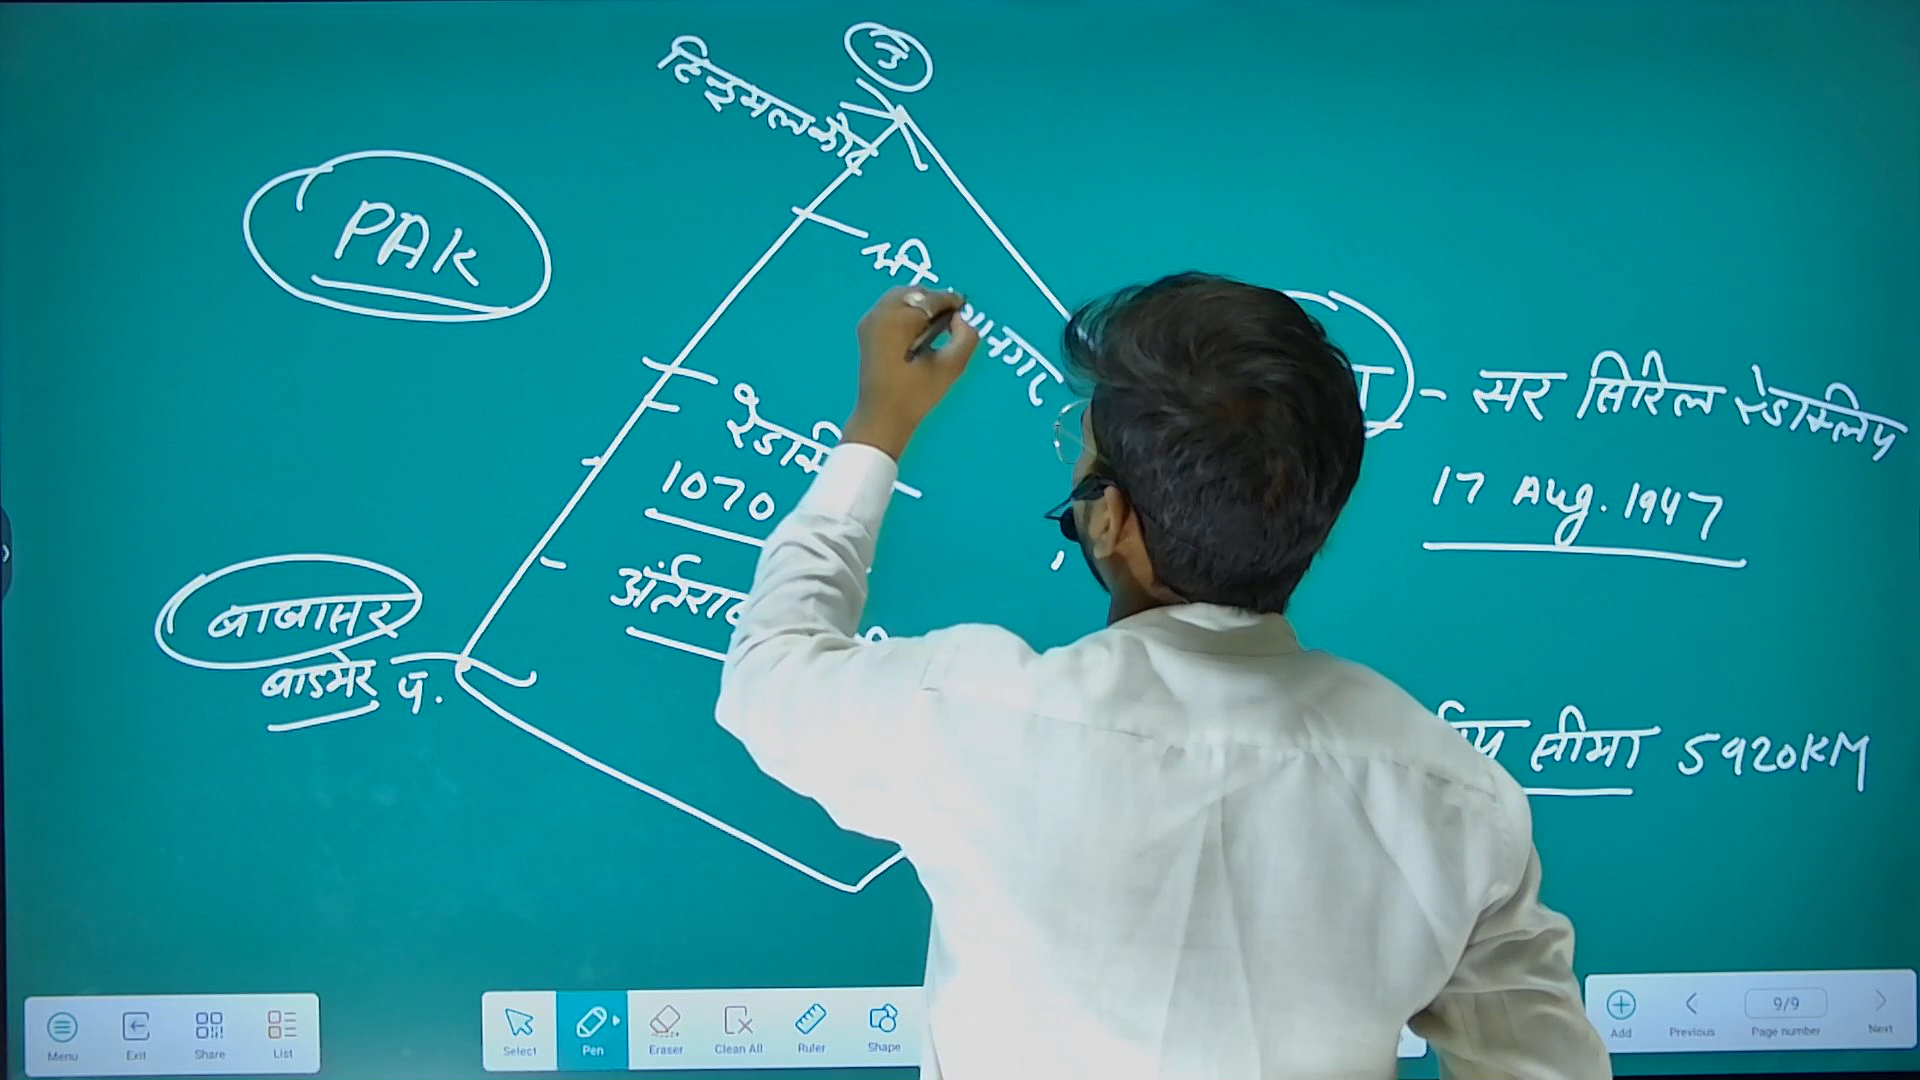 उ
हिन्दुमलकोट
PAK
श्री गंगानगर
सर सिरिल रेडक्लिप
1070
17 Aug. 1947
बाखासर
बाडमेर प.
सीमा 5920KM
Menu Exit Share List
Select Pen Eraser Clean All Ruler Shape
Add Previous 9/9 Page number Next